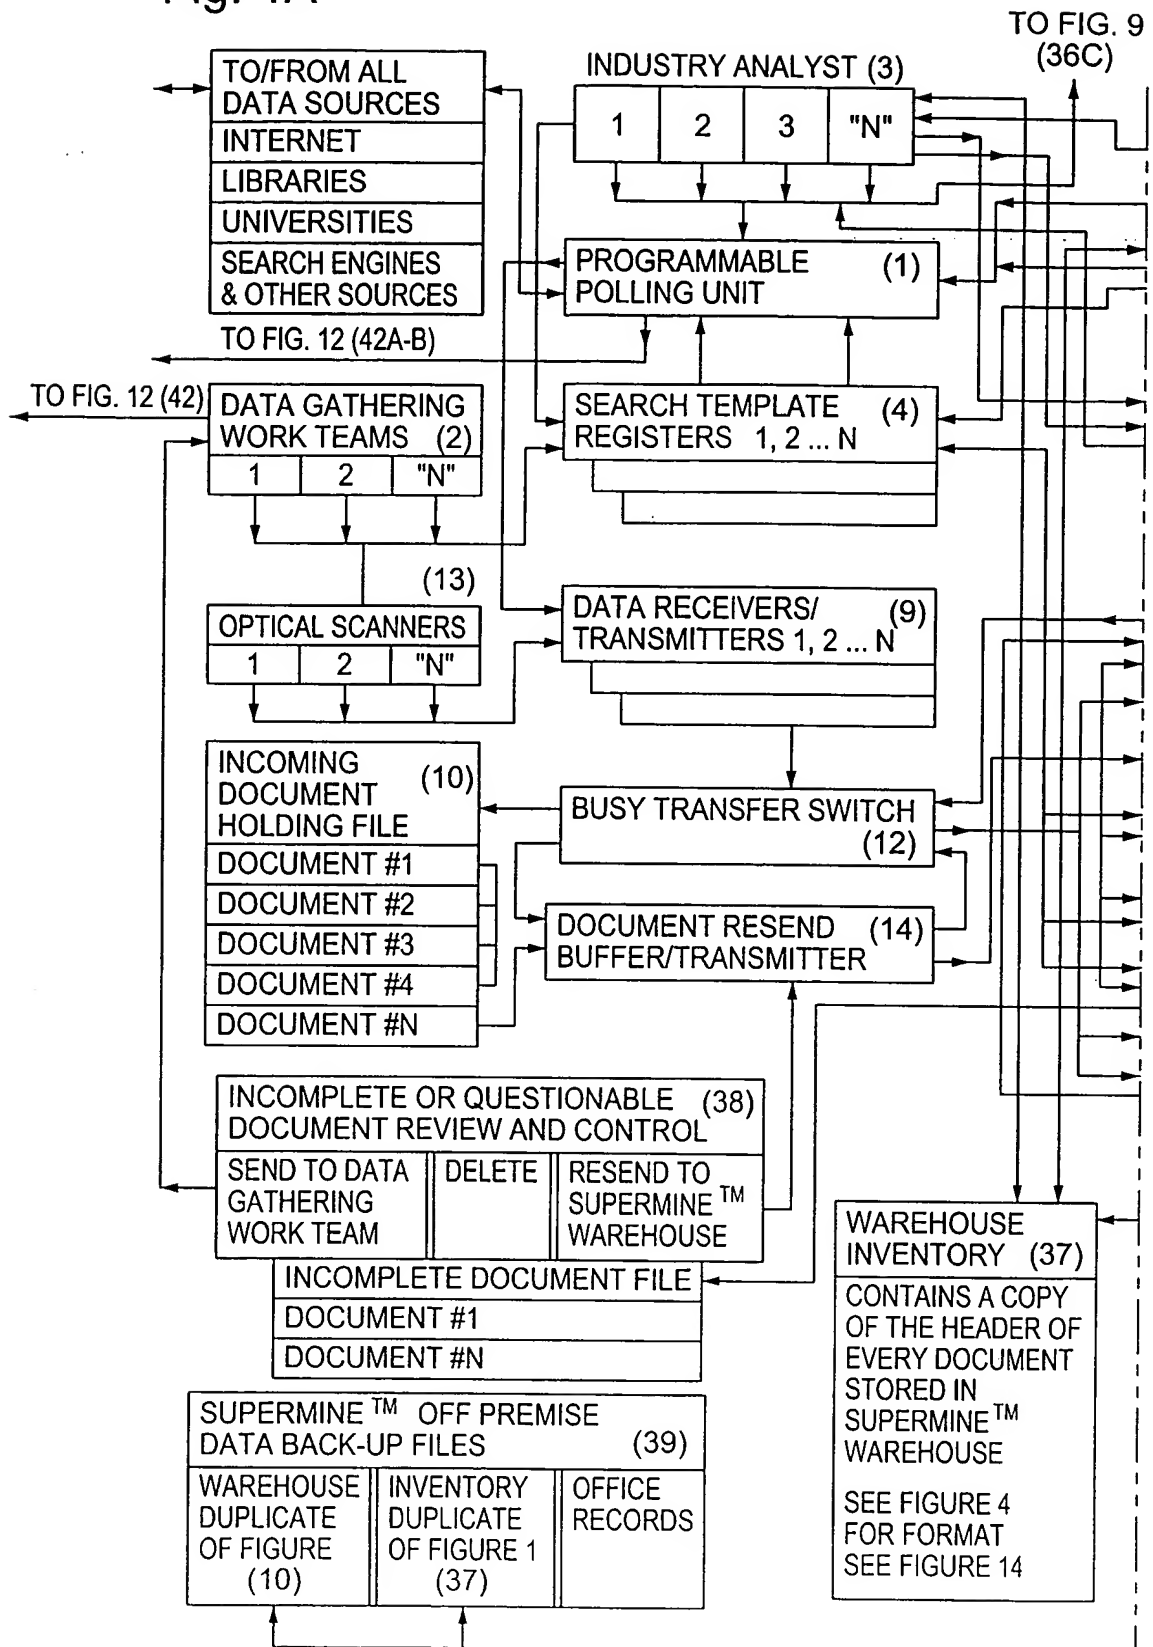 TO FIG. 9
(36C)
TO/FROM ALL
DATA SOURCES
INTERNET
LIBRARIES
UNIVERSITIES
SEARCH ENGINES
& OTHER SOURCES
INDUSTRY ANALYST (3)
1 2 3 "N"
PROGRAMMABLE (1)
POLLING UNIT
TO FIG. 12 (42A-B)
TO FIG. 12 (42)
DATA GATHERING
WORK TEAMS (2)
1 2 "N"
SEARCH TEMPLATE (4)
REGISTERS 1, 2 ... N
(13)
OPTICAL SCANNERS
1 2 "N"
DATA RECEIVERS/ (9)
TRANSMITTERS 1, 2 ... N
INCOMING (10)
DOCUMENT
HOLDING FILE
DOCUMENT #1
DOCUMENT #2
DOCUMENT #3
DOCUMENT #4
DOCUMENT #N
BUSY TRANSFER SWITCH
(12)
DOCUMENT RESEND (14)
BUFFER/TRANSMITTER
INCOMPLETE OR QUESTIONABLE (38)
DOCUMENT REVIEW AND CONTROL
SEND TO DATA
GATHERING
WORK TEAM
DELETE
RESEND TO
SUPERMINE TM
WAREHOUSE
INCOMPLETE DOCUMENT FILE
DOCUMENT #1
DOCUMENT #N
SUPERMINE TM OFF PREMISE
DATA BACK-UP FILES (39)
WAREHOUSE
DUPLICATE
OF FIGURE
(10)
INVENTORY
DUPLICATE
OF FIGURE 1
(37)
OFFICE
RECORDS
WAREHOUSE
INVENTORY (37)
CONTAINS A COPY
OF THE HEADER OF
EVERY DOCUMENT
STORED IN
SUPERMINE TM
WAREHOUSE
SEE FIGURE 4
FOR FORMAT
SEE FIGURE 14